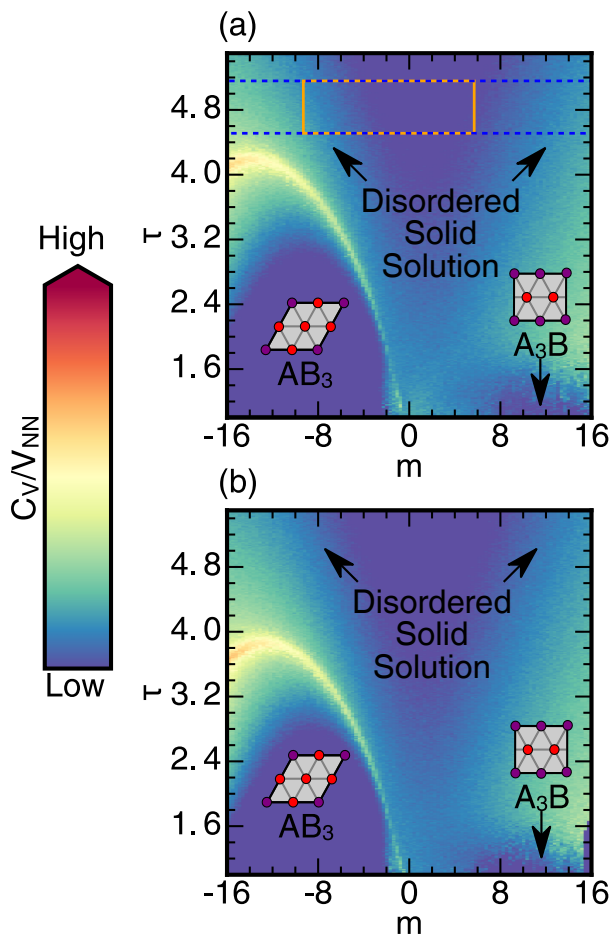 (a)
4.8
4.0
3.2
2.4
1.6
τ
Disordered
Solid
Solution
AB₃
A₃B
-16 -8 0 8 16
m
High
C_V/V_NN
Low
(b)
4.8
4.0
3.2
2.4
1.6
τ
Disordered
Solid
Solution
AB₃
A₃B
-16 -8 0 8 16
m